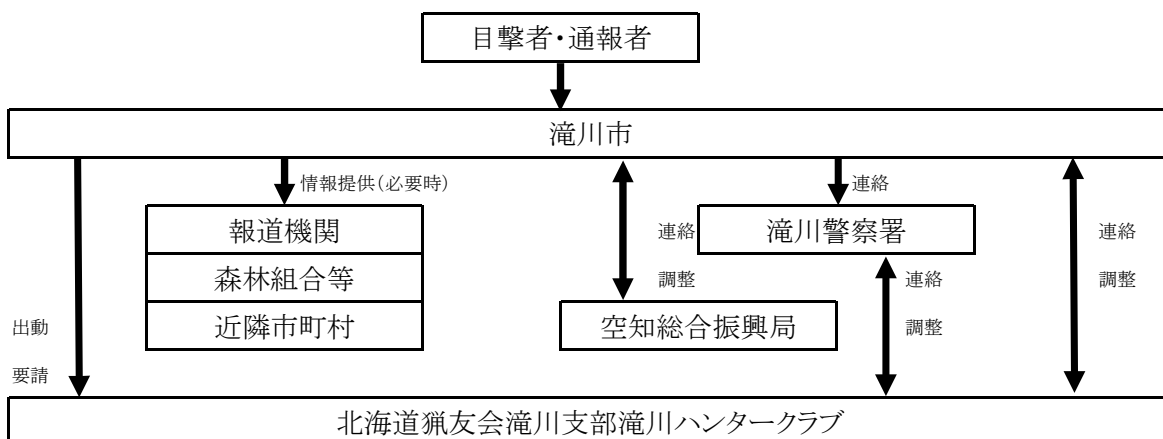 目撃者・通報者
滝川市
情報提供(必要時)
連絡
報道機関
連絡
滝川警察署
連絡
森林組合等
調整
連絡
調整
出動
近隣市町村
空知総合振興局
調整
要請
北海道猟友会滝川支部滝川ハンタークラブ